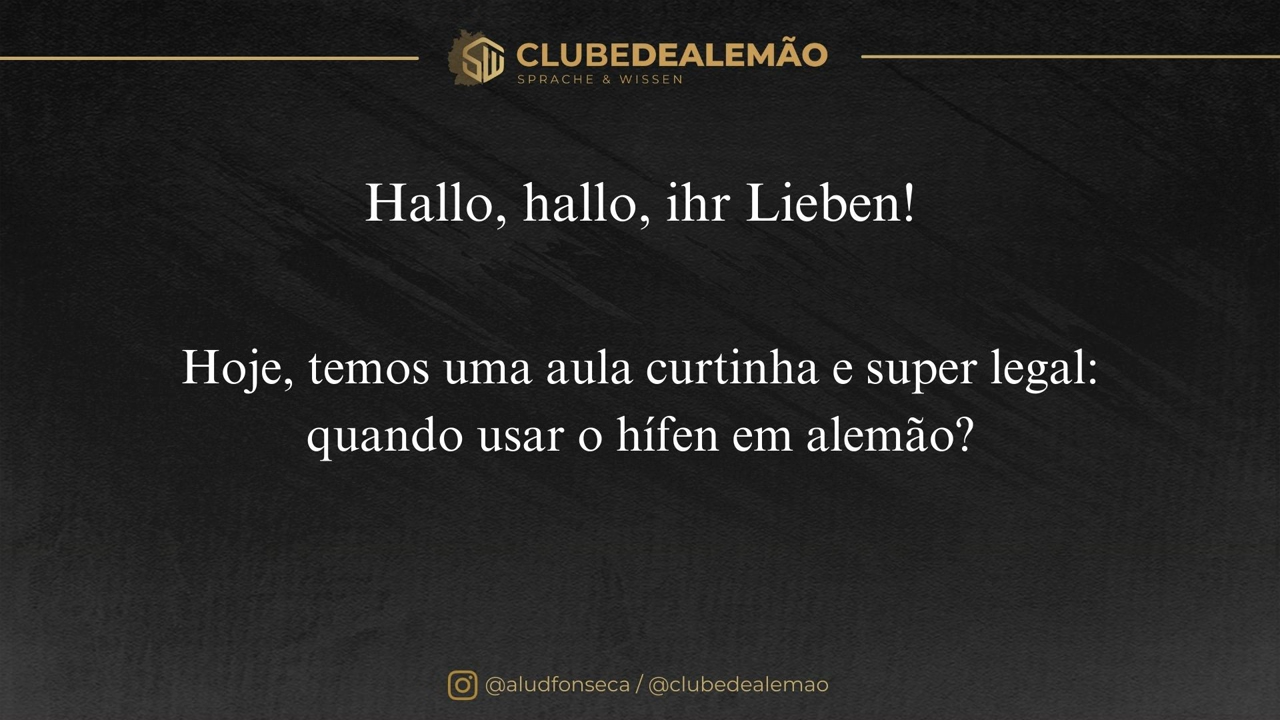 CLUBEDEALEMÃO
SPRACHE & WISSEN
Hallo, hallo, ihr Lieben!
Hoje, temos uma aula curtinha e super legal:
quando usar o hífen em alemão?
@aludfonseca / @clubedealemao